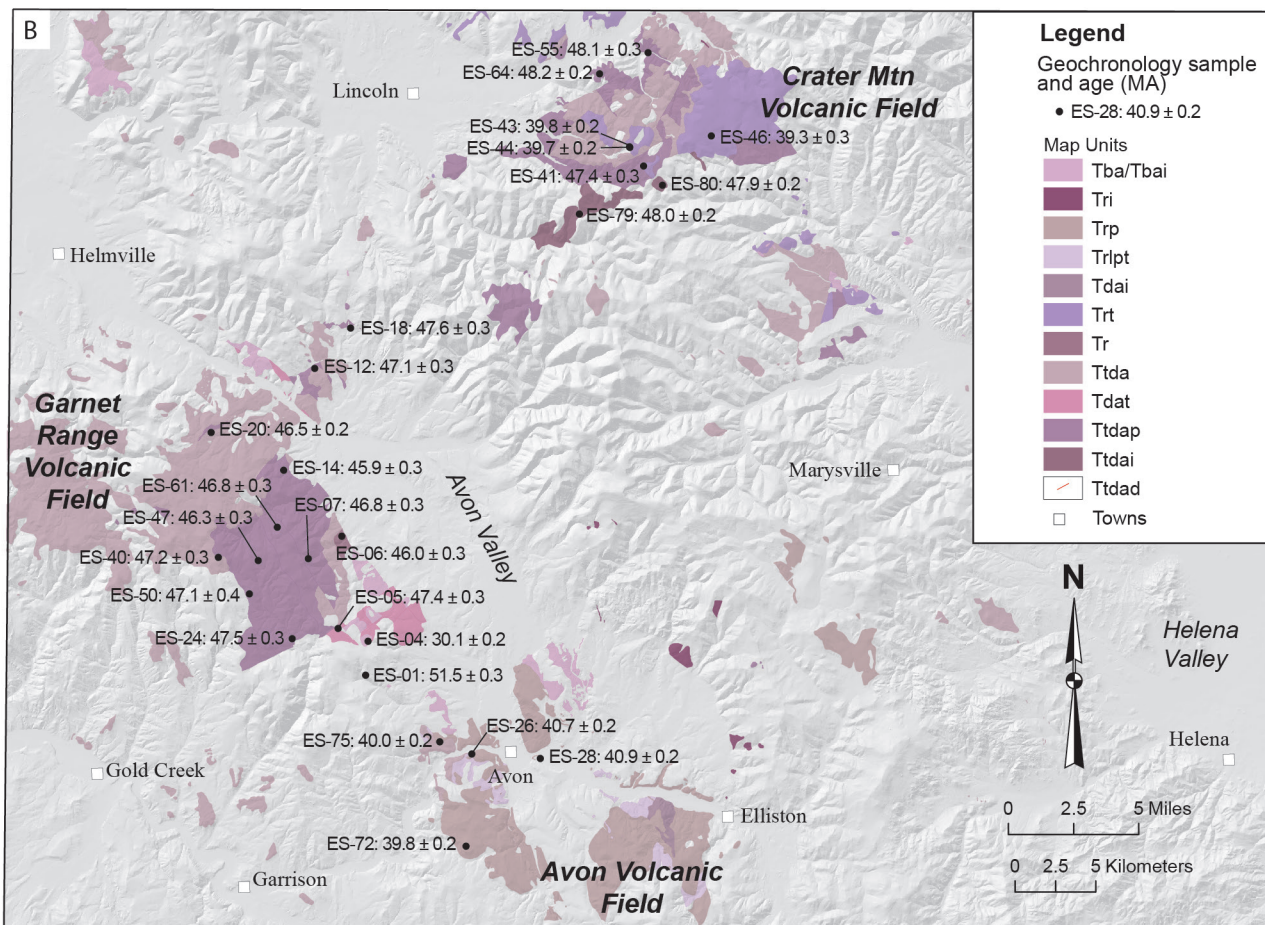 B
ES-55: 48.1 ± 0.3
ES-64: 48.2 ± 0.2
Lincoln
Crater Mtn
Volcanic Field
ES-43: 39.8 ± 0.2
ES-44: 39.7 ± 0.2
ES-46: 39.3 ± 0.3
ES-41: 47.4 ± 0.3
ES-80: 47.9 ± 0.2
ES-79: 48.0 ± 0.2
Helmville
ES-18: 47.6 ± 0.3
ES-12: 47.1 ± 0.3
Garnet
Range
Volcanic
Field
ES-20: 46.5 ± 0.2
ES-14: 45.9 ± 0.3
ES-61: 46.8 ± 0.3
ES-07: 46.8 ± 0.3
ES-47: 46.3 ± 0.3
ES-40: 47.2 ± 0.3
ES-06: 46.0 ± 0.3
ES-50: 47.1 ± 0.4
ES-05: 47.4 ± 0.3
ES-24: 47.5 ± 0.3
ES-04: 30.1 ± 0.2
ES-01: 51.5 ± 0.3
Avon Valley
Marysville
ES-26: 40.7 ± 0.2
ES-75: 40.0 ± 0.2
ES-28: 40.9 ± 0.2
Avon
Gold Creek
Elliston
ES-72: 39.8 ± 0.2
Garrison
Avon Volcanic
Field
Helena
Valley
Helena
Legend
Geochronology sample
and age (MA)
ES-28: 40.9 ± 0.2
Map Units
Tba/Tbai
Tri
Trp
Trlpt
Tdai
Trt
Tr
Ttda
Tdat
Ttdap
Ttdai
Ttdad
Towns
N
0 2.5 5 Miles
0 2.5 5 Kilometers